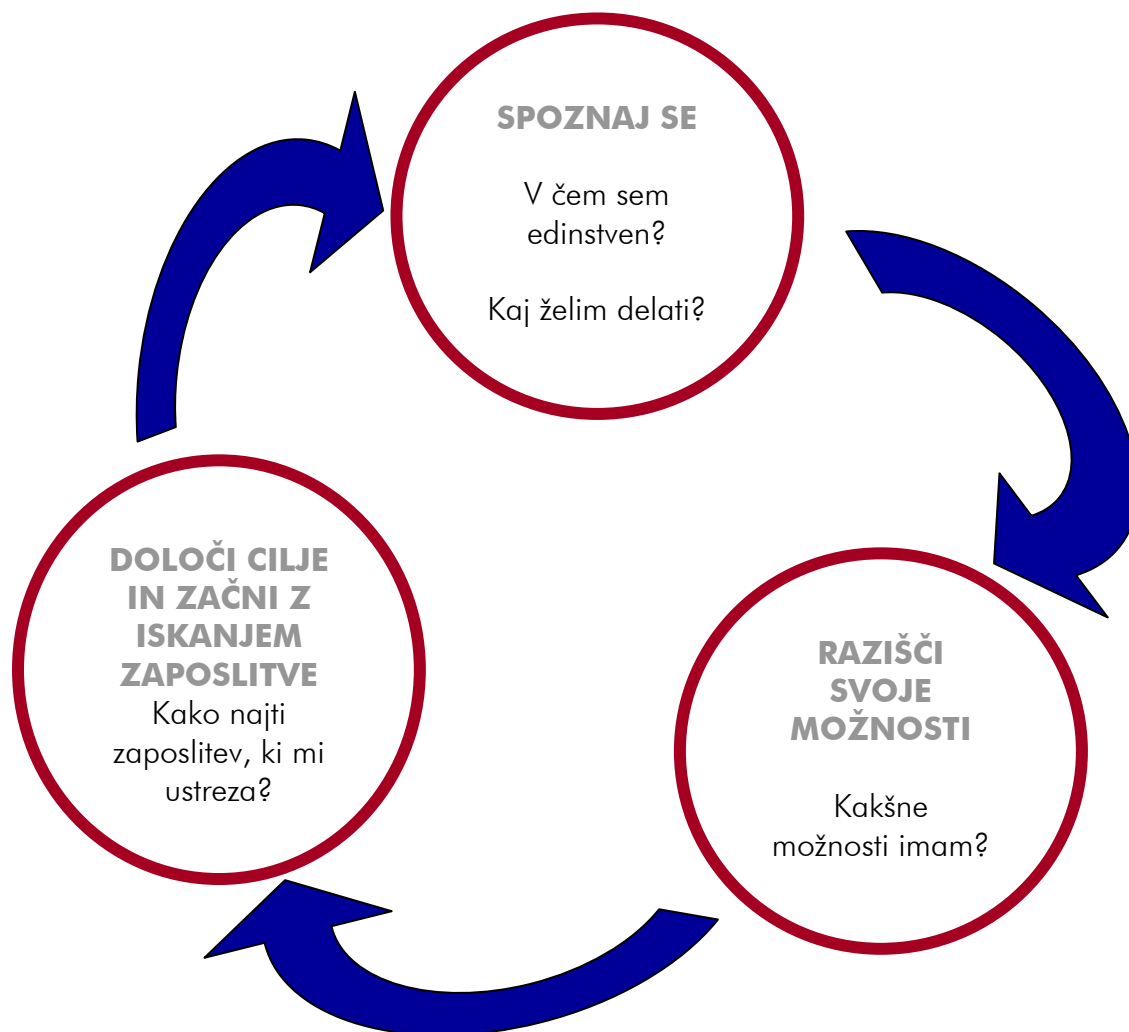 SPOZNAJ SE
V čem sem
edinstven?
Kaj želim delati?
RAZIŠČI
SVOJE
MOŽNOSTI
Kakšne
možnosti imam?
DOLOČI CILJE
IN ZAČNI Z
ISKANJEM
ZAPOSLITVE
Kako najti
zaposlitev, ki mi
ustreza?